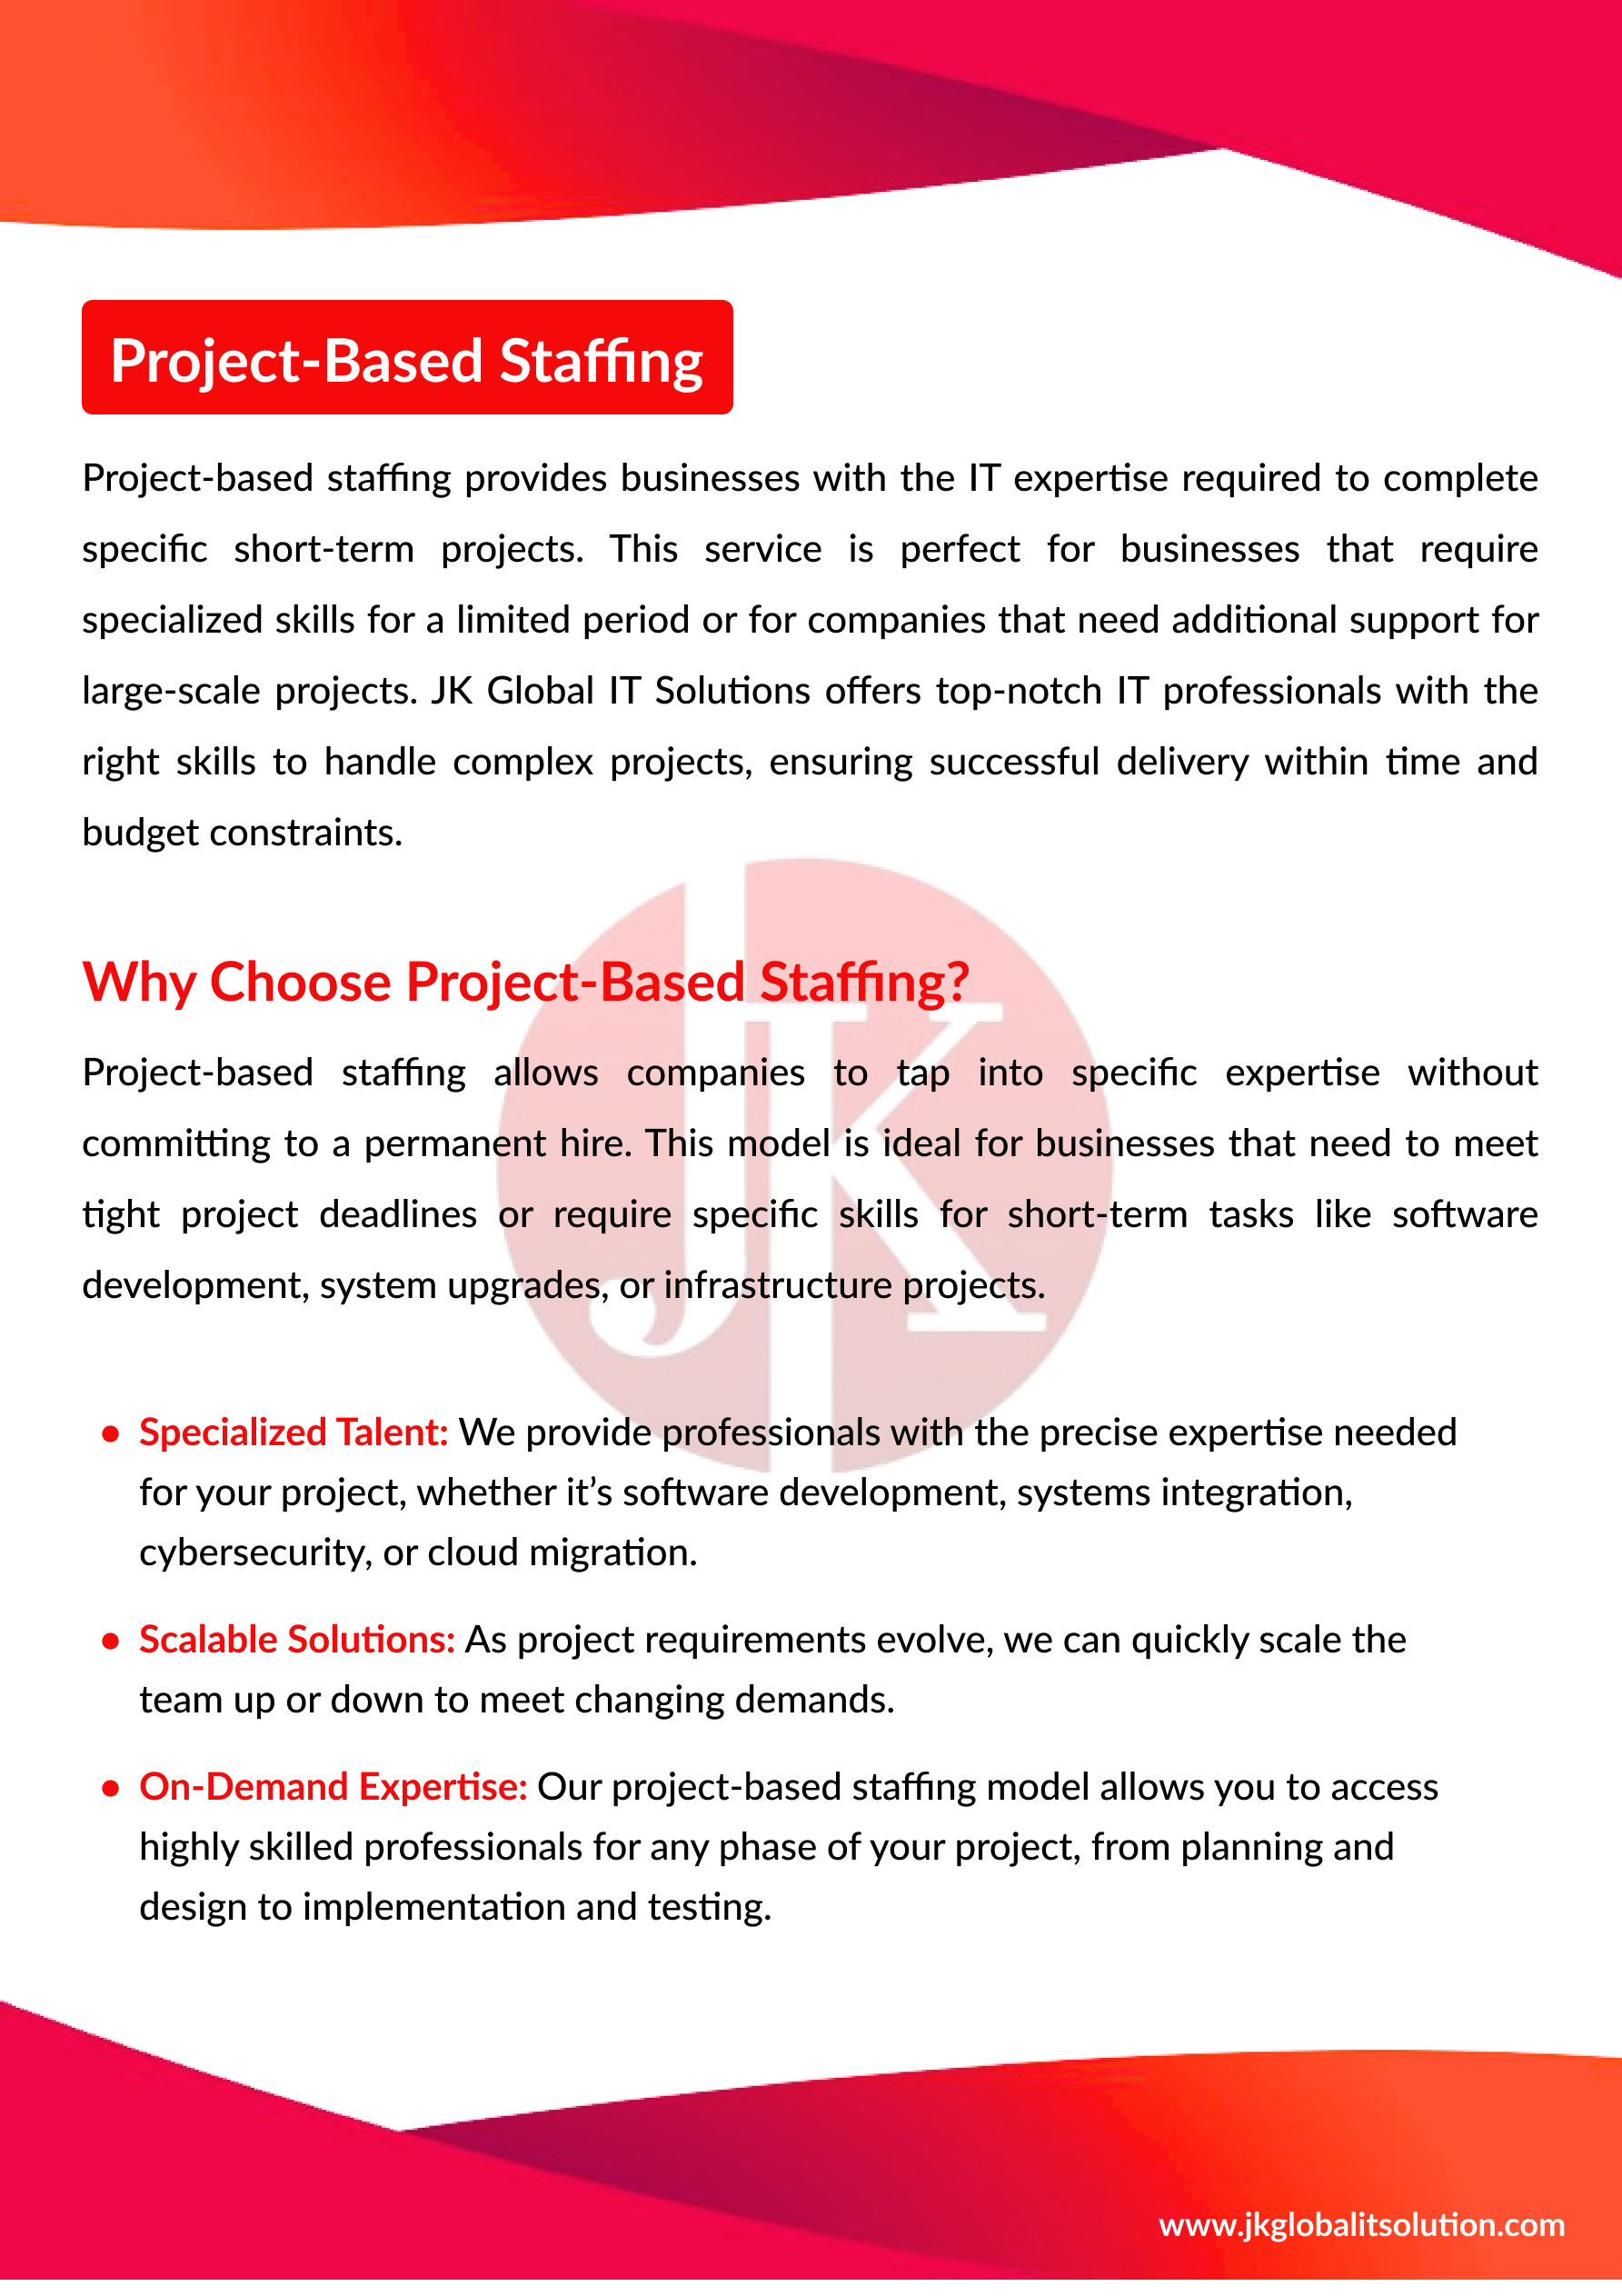 Project-Based Staffing
Project-based staffing provides businesses with the IT expertise required to complete
specific short-term projects. This service is perfect for businesses that require
specialized skills for a limited period or for companies that need additional support for
large-scale projects. JK Global IT Solutions offers top-notch IT professionals with the
right skills to handle complex projects, ensuring successful delivery within time and
budget constraints.
Why Choose Project-Based Staffing?
JK
Project-based staffing allows companies to tap into specific expertise without
committing to a permanent hire. This model is ideal for businesses that need to meet
tight project deadlines or require specific skills for short-term tasks like software
development, system upgrades, or infrastructure projects.
• Specialized Talent: We provide professionals with the precise expertise needed
for your project, whether it’s software development, systems integration,
cybersecurity, or cloud migration.
• Scalable Solutions: As project requirements evolve, we can quickly scale the
team up or down to meet changing demands.
• On-Demand Expertise: Our project-based staffing model allows you to access
highly skilled professionals for any phase of your project, from planning and
design to implementation and testing.
www.jkglobalitsolution.com